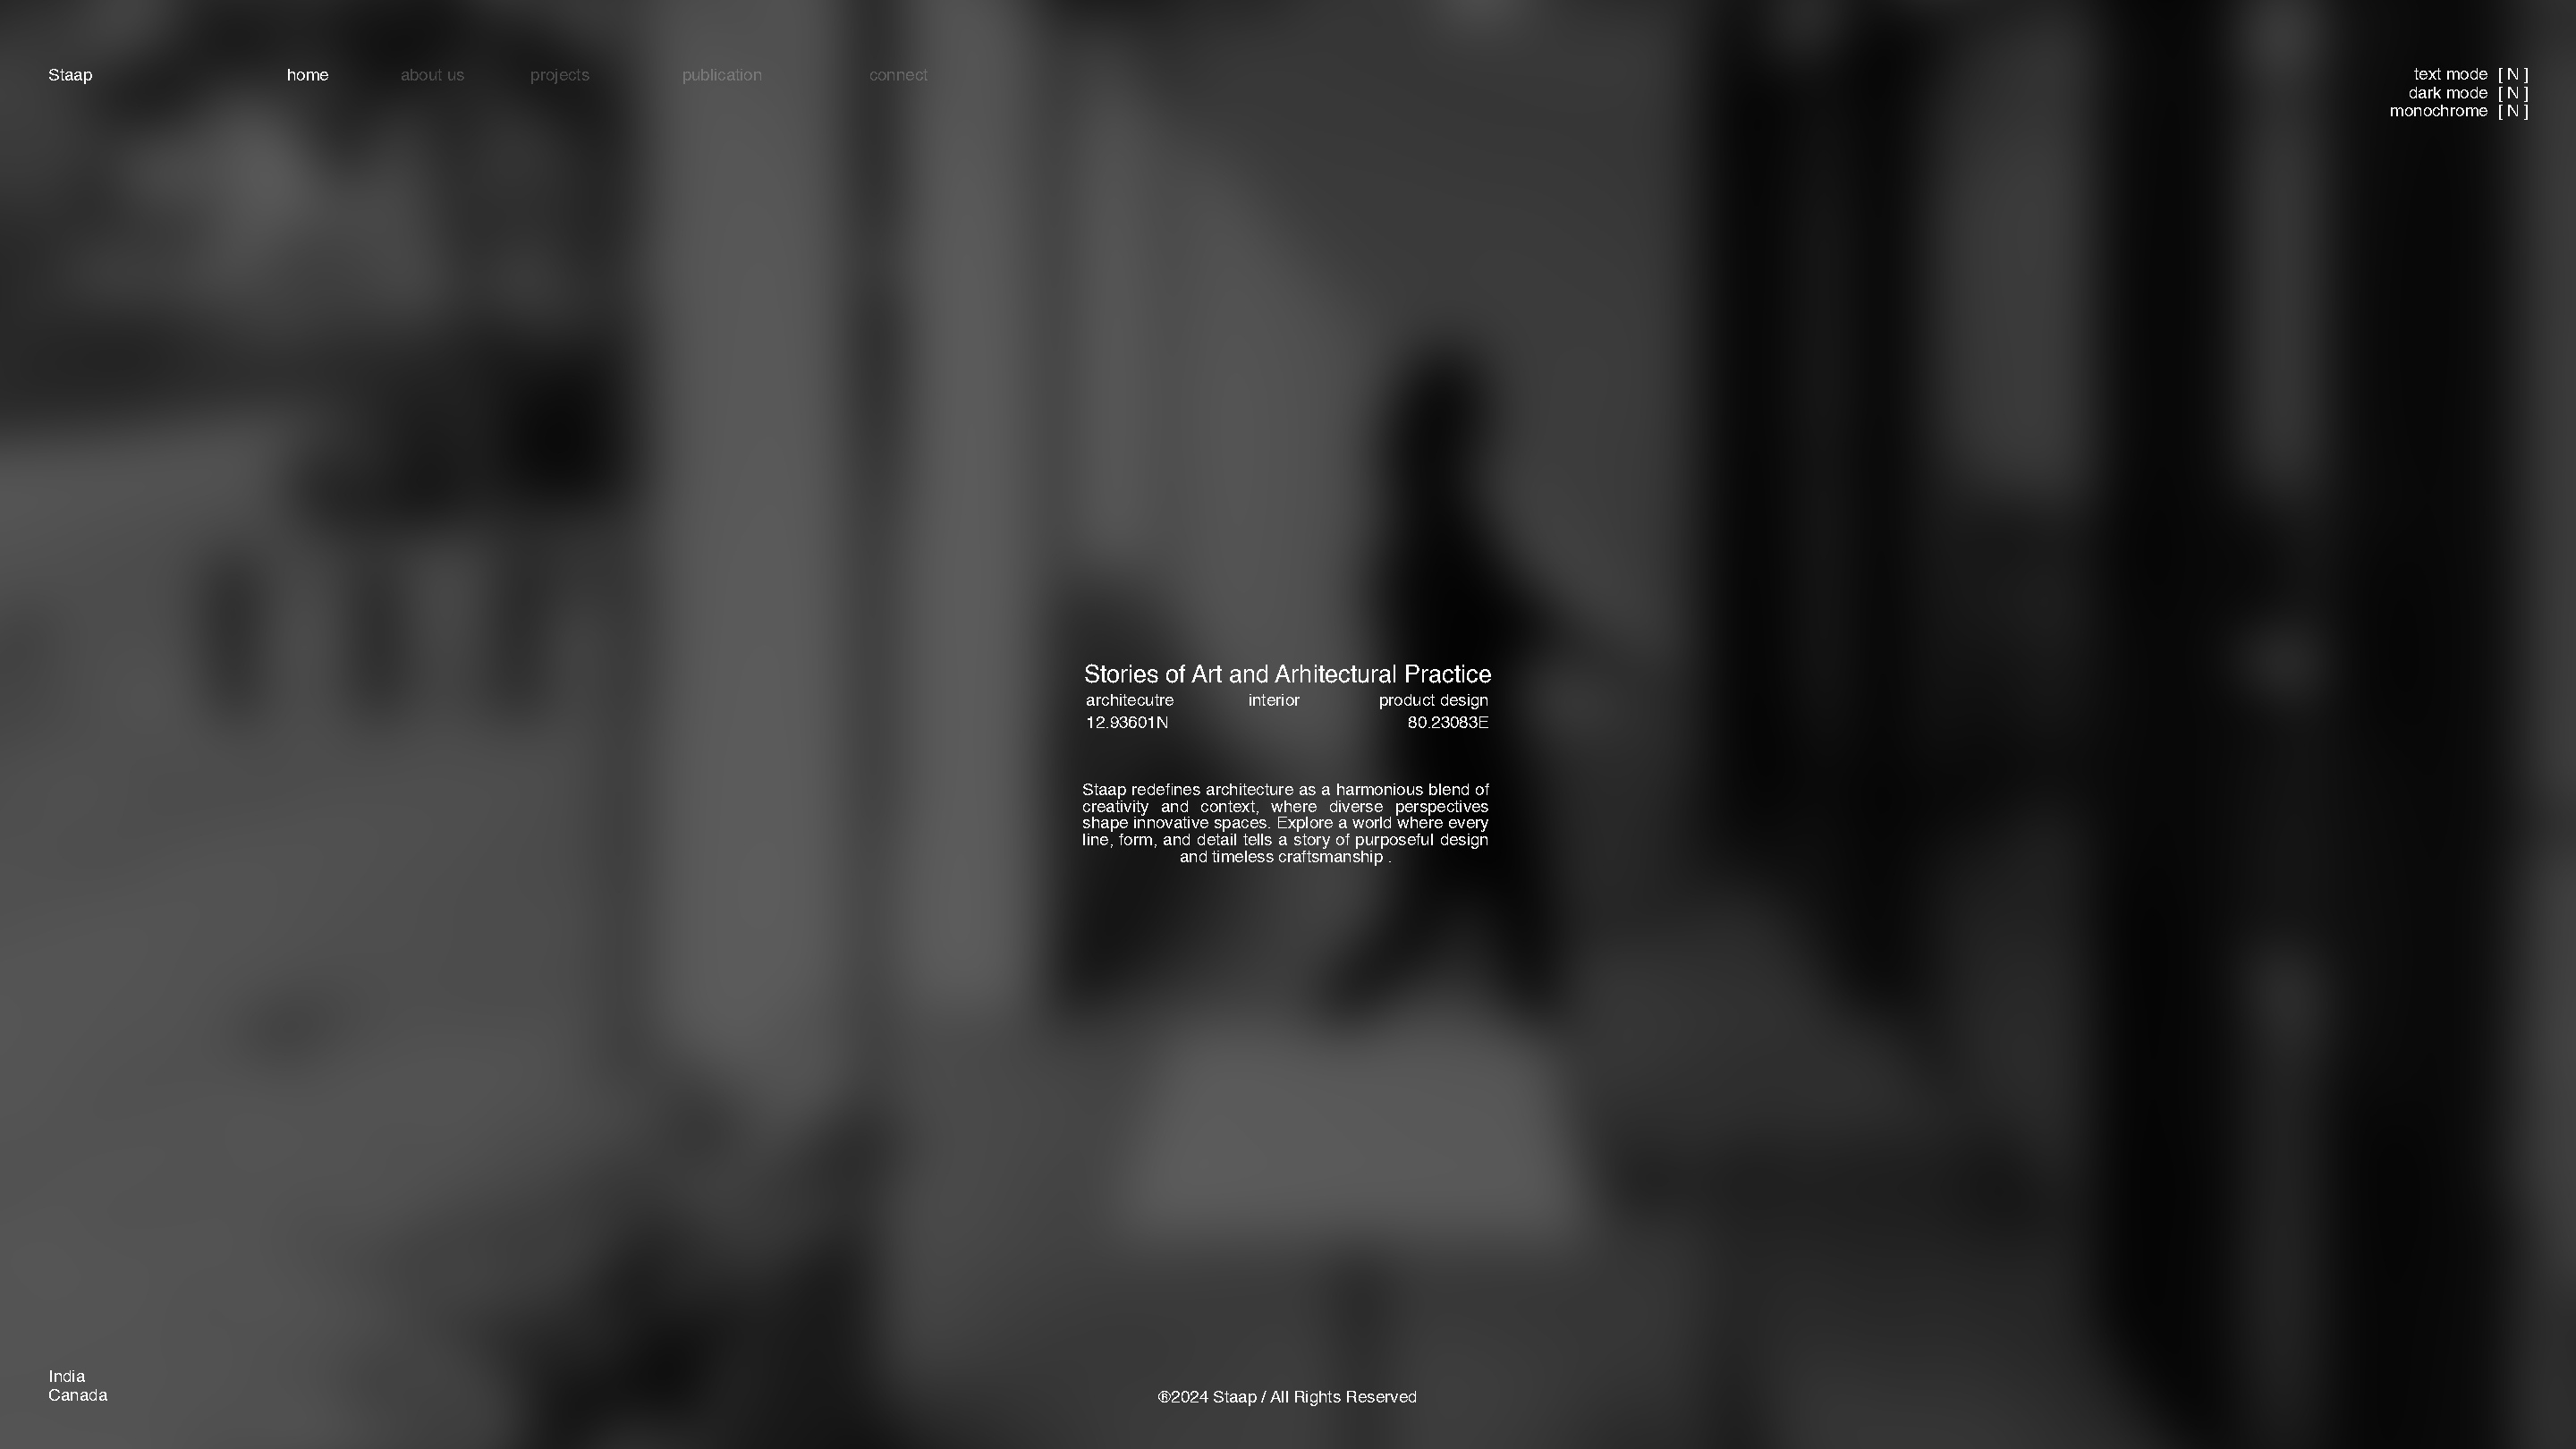 Staap home about us projects publication connect
text mode [ N ]
dark mode [ N ]
monochrome [ N ]
Stories of Art and Arhitectural Practice
architecutre interior product design
12.93601N 80.23083E
Staap redefines architecture as a harmonious blend of
creativity and context, where diverse perspectives
shape innovative spaces. Explore a world where every
line, form, and detail tells a story of purposeful design
and timeless craftsmanship .
India
Canada
®2024 Staap / All Rights Reserved